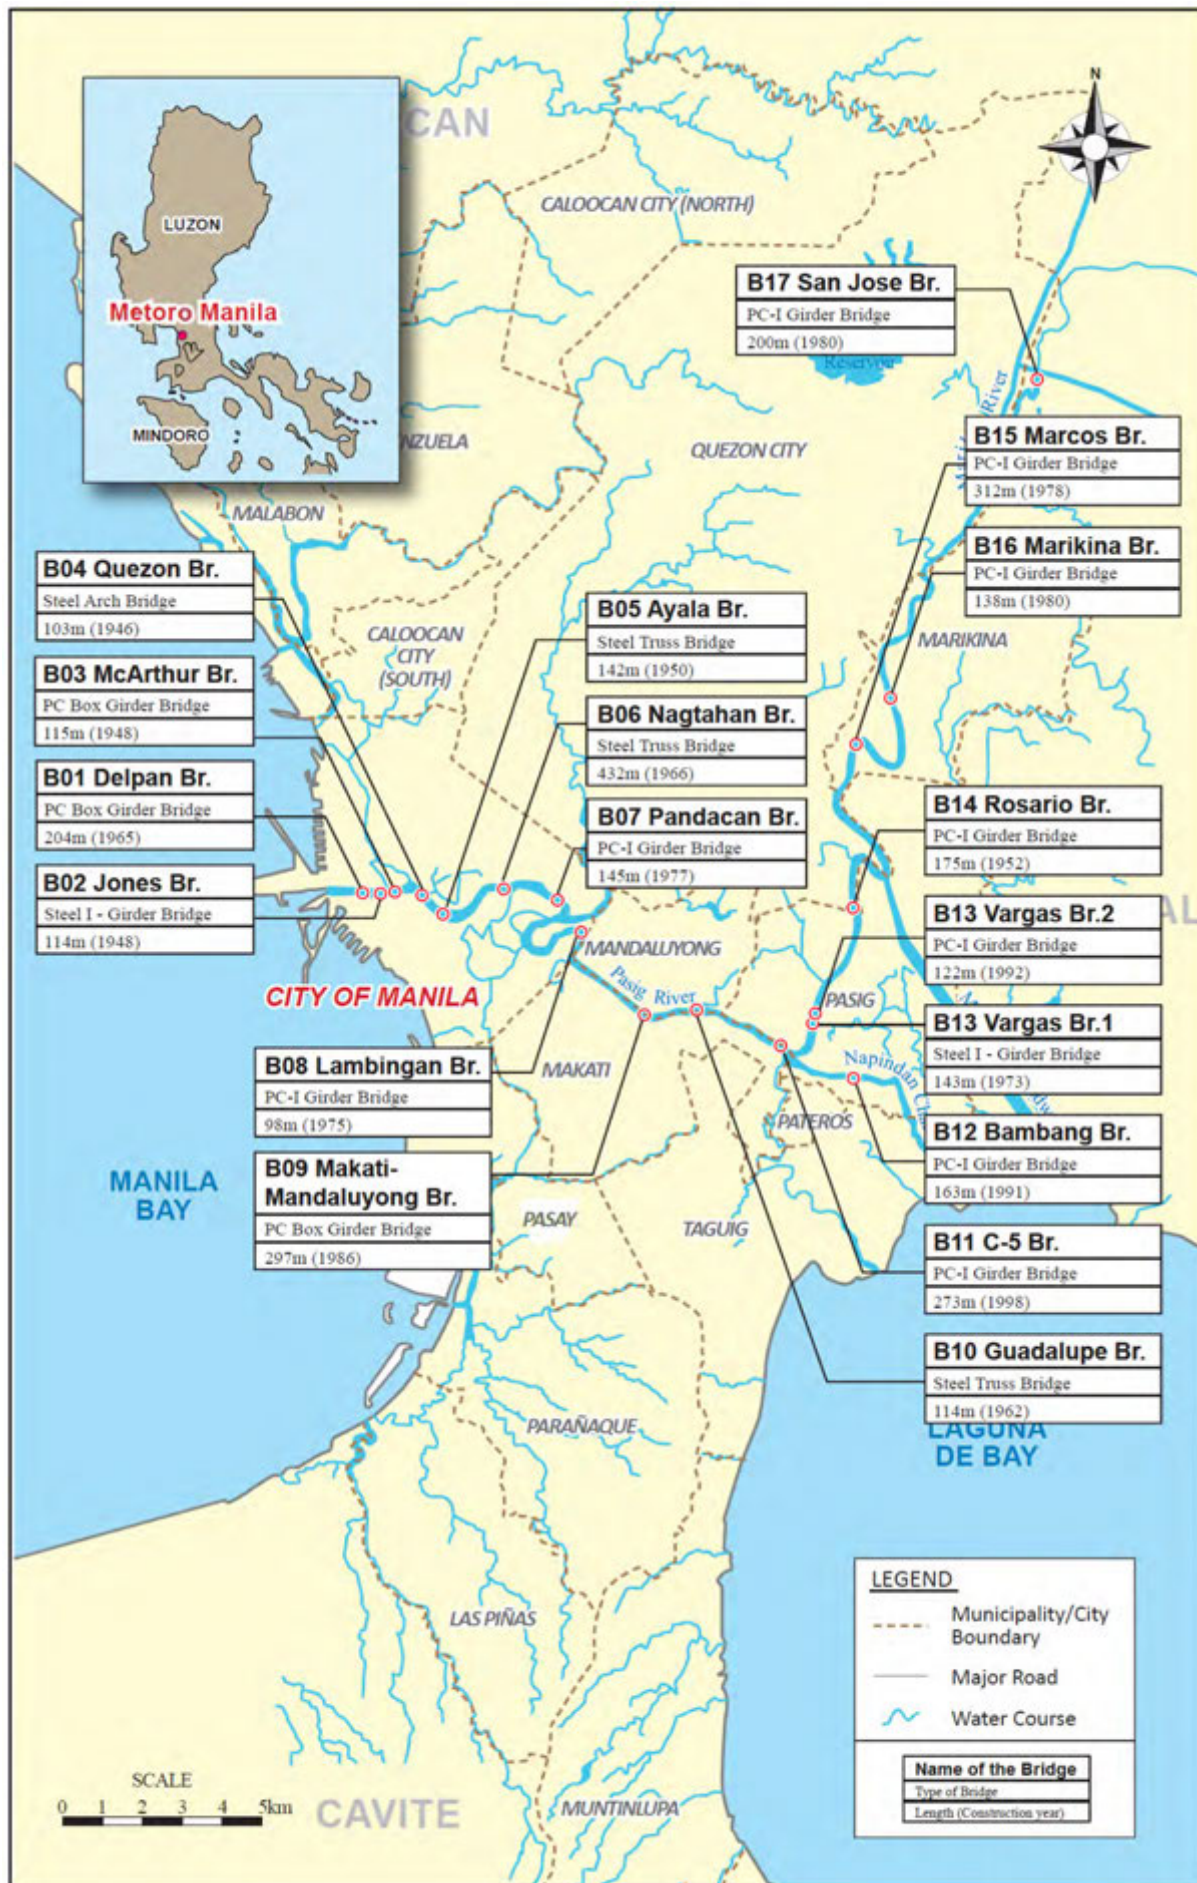 N
CAN
CALOOCAN CITY (NORTH)
LUZON
Metoro Manila
MINDORO
B17 San Jose Br.
PC-I Girder Bridge
200m (1980)
Reservoir
River
NZUELA
QUEZON CITY
B15 Marcos Br.
PC-I Girder Bridge
312m (1978)
MALABON
B16 Marikina Br.
PC-I Girder Bridge
138m (1980)
B04 Quezon Br.
Steel Arch Bridge
103m (1946)
B05 Ayala Br.
Steel Truss Bridge
142m (1950)
CALOOCAN
CITY
(SOUTH)
MARIKINA
B03 McArthur Br.
PC Box Girder Bridge
115m (1948)
B06 Nagtahan Br.
Steel Truss Bridge
432m (1966)
B01 Delpan Br.
PC Box Girder Bridge
204m (1965)
B07 Pandacan Br.
PC-I Girder Bridge
145m (1977)
B14 Rosario Br.
PC-I Girder Bridge
175m (1952)
B02 Jones Br.
Steel I - Girder Bridge
114m (1948)
B13 Vargas Br.2
PC-I Girder Bridge
122m (1992)
AL
MANDALUYONG
CITY OF MANILA
Pasig River
PASIG
B13 Vargas Br.1
Steel I - Girder Bridge
143m (1973)
B08 Lambingan Br.
PC-I Girder Bridge
98m (1975)
MAKATI
Napindan Cha
PATEROS
B12 Bambang Br.
PC-I Girder Bridge
163m (1991)
B09 Makati-
Mandaluyong Br.
PC Box Girder Bridge
297m (1986)
MANILA
BAY
PASAY
TAGUIG
B11 C-5 Br.
PC-I Girder Bridge
273m (1998)
B10 Guadalupe Br.
Steel Truss Bridge
114m (1962)
LAGUNA
DE BAY
PARAÑAQUE
LAS PIÑAS
LEGEND
Municipality/City
Boundary
Major Road
Water Course
Name of the Bridge
Type of Bridge
Length (Construction year)
SCALE
0 1 2 3 4 5km
CAVITE
MUNTINLUPA